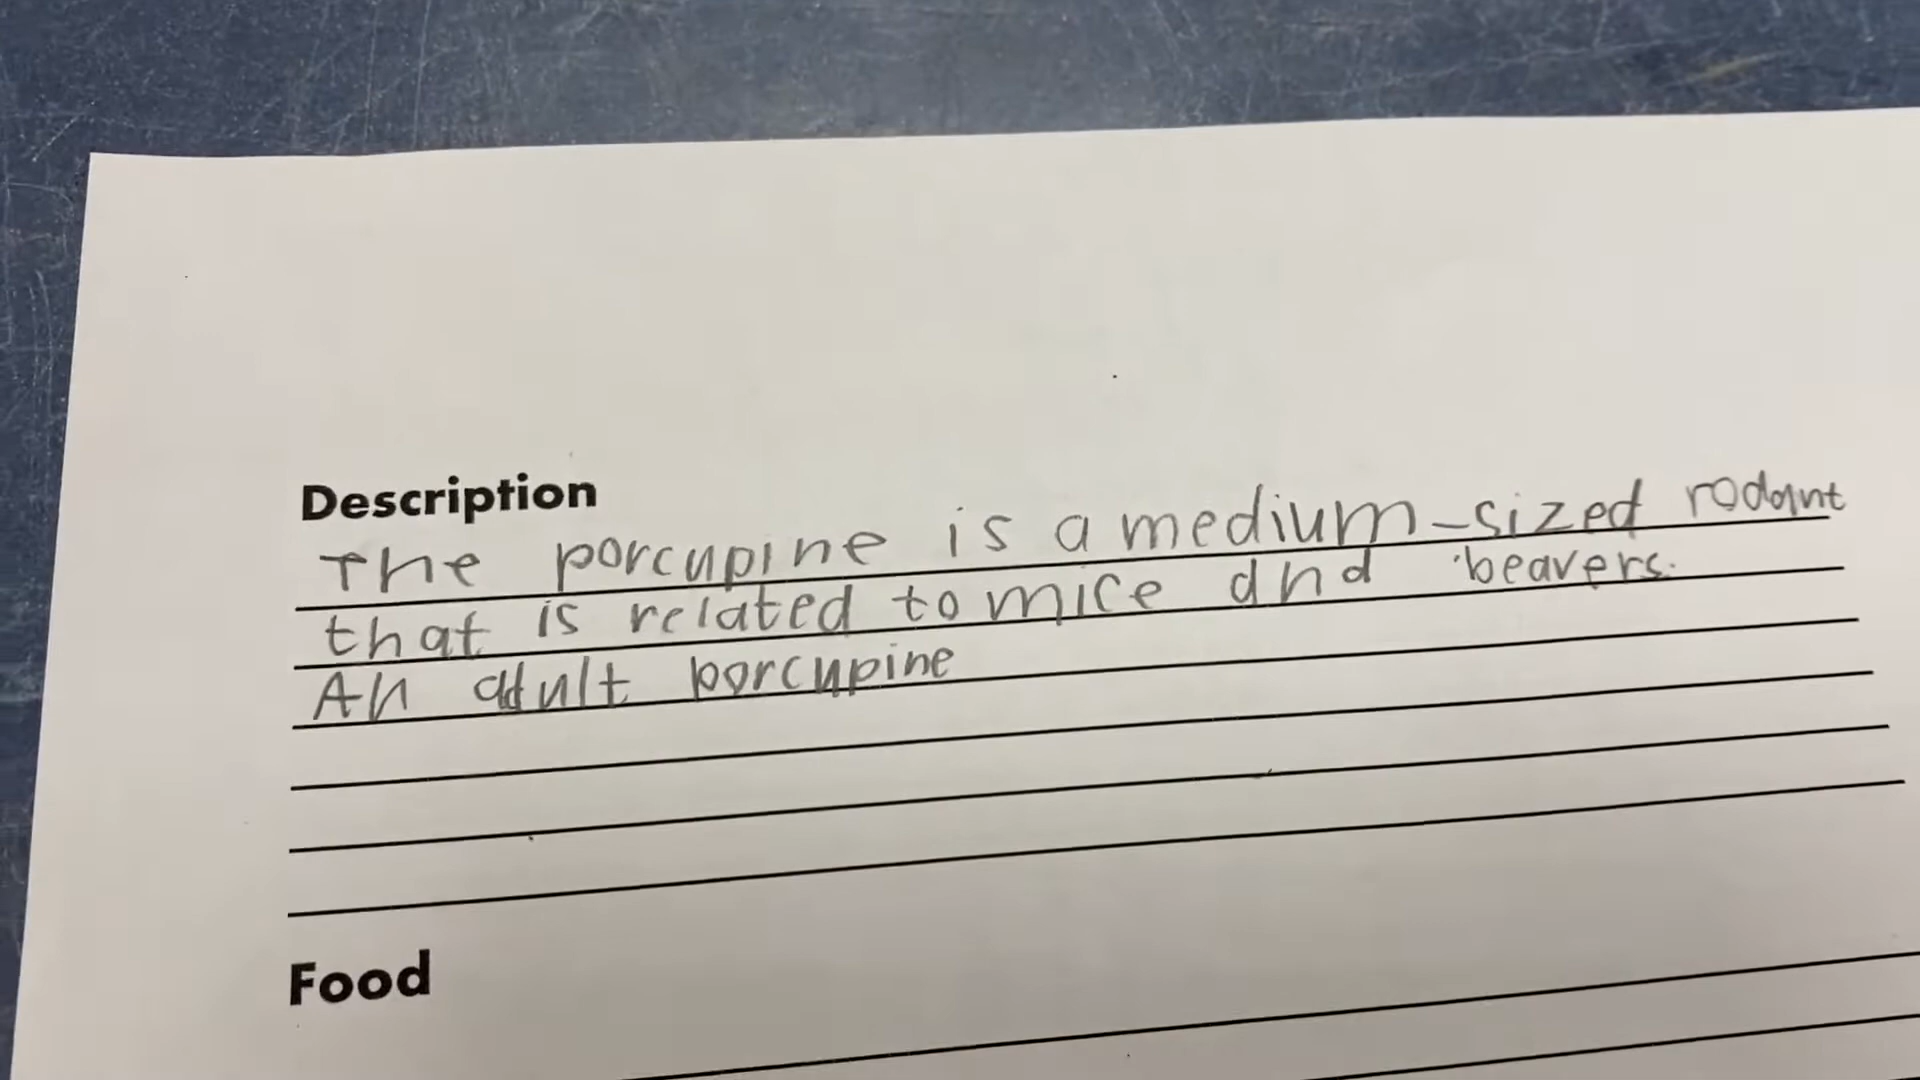 Description
The porcupine is a medium-sized rodant
that is related to mice and beavers.
An adult porcupine
Food